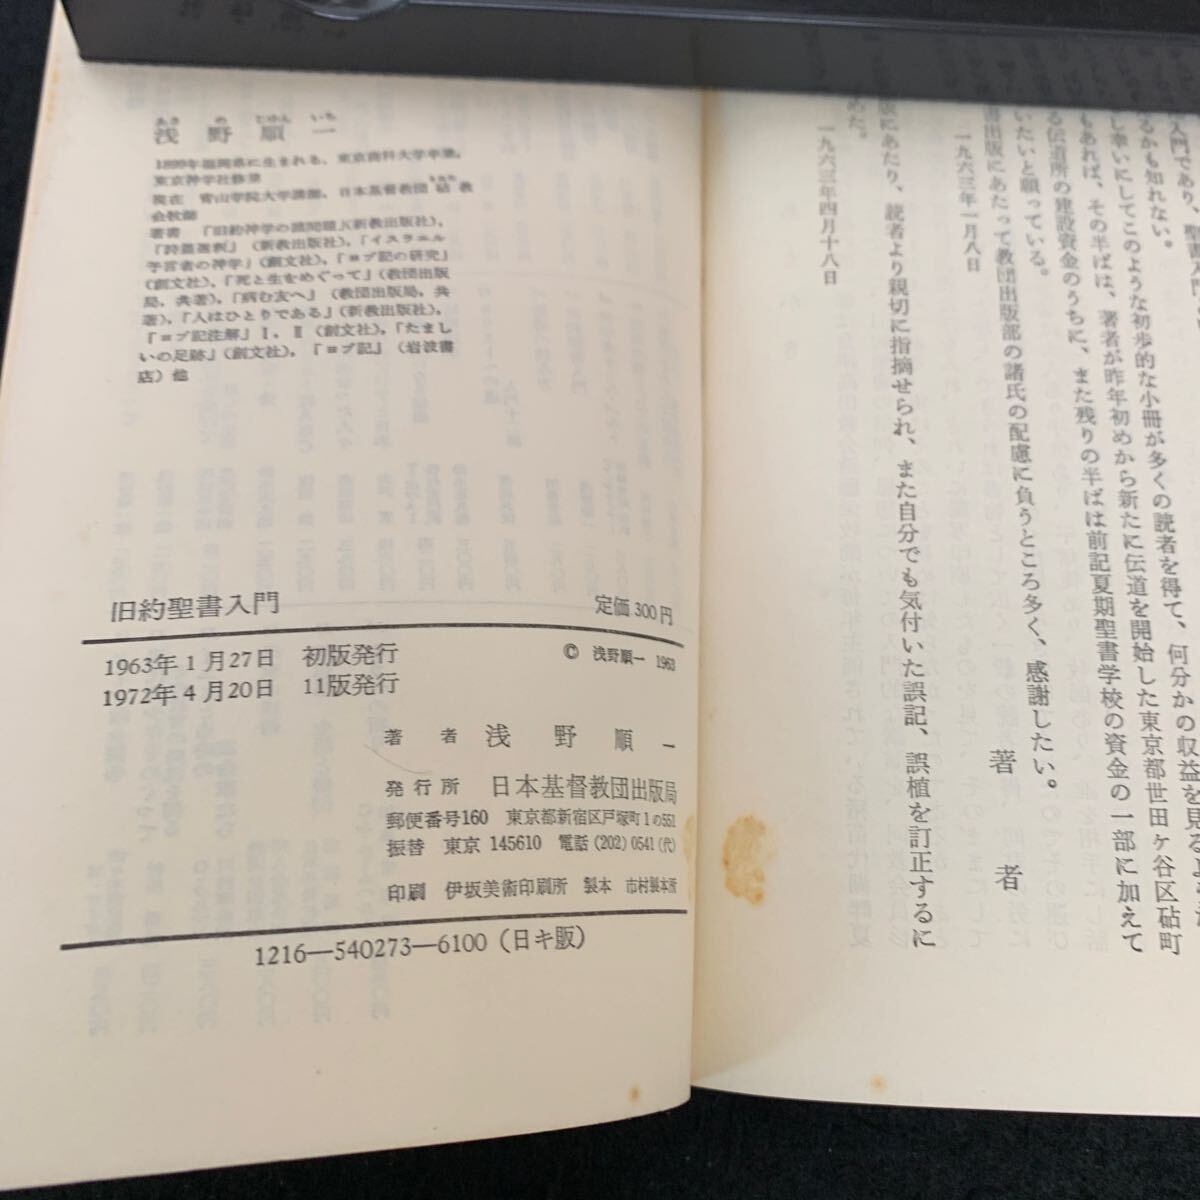 入門であり、聖書入門
るかも知れない。
し幸いにしてこのような初歩的な小冊が多くの読者を得て、何分かの収益を見るよう
もあれば、その半ばは、著者が昨年初めから新たに伝道を開始した東京都世田ケ谷区砧町
る伝道所の建設資金のうちに、また残りの半ばは前記夏期聖書学校の資金の一部に加えて
いたいと願っている。
書出版にあたって教団出版部の諸氏の配慮に負うところ多く、感謝したい。
一九六三年一月八日
著者
版にあたり、読者より親切に指摘せられ、また自分でも気付いた誤記、誤植を訂正するに
めた。
一九六三年四月十八日
あさ の じゅん いち
浅野順一
1899年福岡県に生まれる、東京商科大学卒業、
東京神学社修業
現在 青山学院大学講師、日本基督教団砧教
会牧師
著書 「旧約神学の諸問題」(新教出版社)、
「詩篇選釈」(新教出版社)、「イスラエル
予言者の神学」(創文社)、「ヨブ記の研究」
(創文社)、「死と生をめぐって」(教団出版
局、共著)、「病む友へ」(教団出版局、共
著)、「人はひとりである」(新教出版社)、
「ヨブ記注解」Ⅰ、Ⅱ(創文社)、「たまし
いの足跡」(創文社)、「ヨブ記」(岩波書
店)他
旧約聖書入門 定価300円
1963年1月27日 初版発行 © 浅野順一 1963
1972年4月20日 11版発行
著者 浅野順一
発行所 日本基督教団出版局
郵便番号160 東京都新宿区戸塚町1の551
振替 東京 145610 電話(202)0541(代)
印刷 伊坂美術印刷所 製本 市村製本所
1216—540273—6100(日キ販)